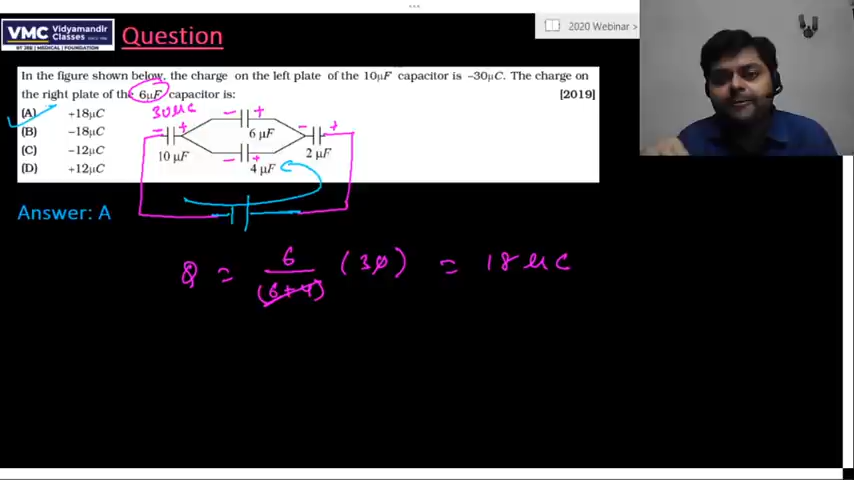 2020 Webinar
VMC Vidyamandir Classes
Question
In the figure shown below, the charge on the left plate of the 10μF capacitor is –30μC. The charge on
the right plate of the 6μF capacitor is: [2019]
(A) +18μC
(B) –18μC
(C) –12μC
(D) +12μC
30μC
− + − + − +
6 μF
10 μF 2 μF
− +
4 μF
Answer: A
Q = 6/(6+4) (30) = 18 μC